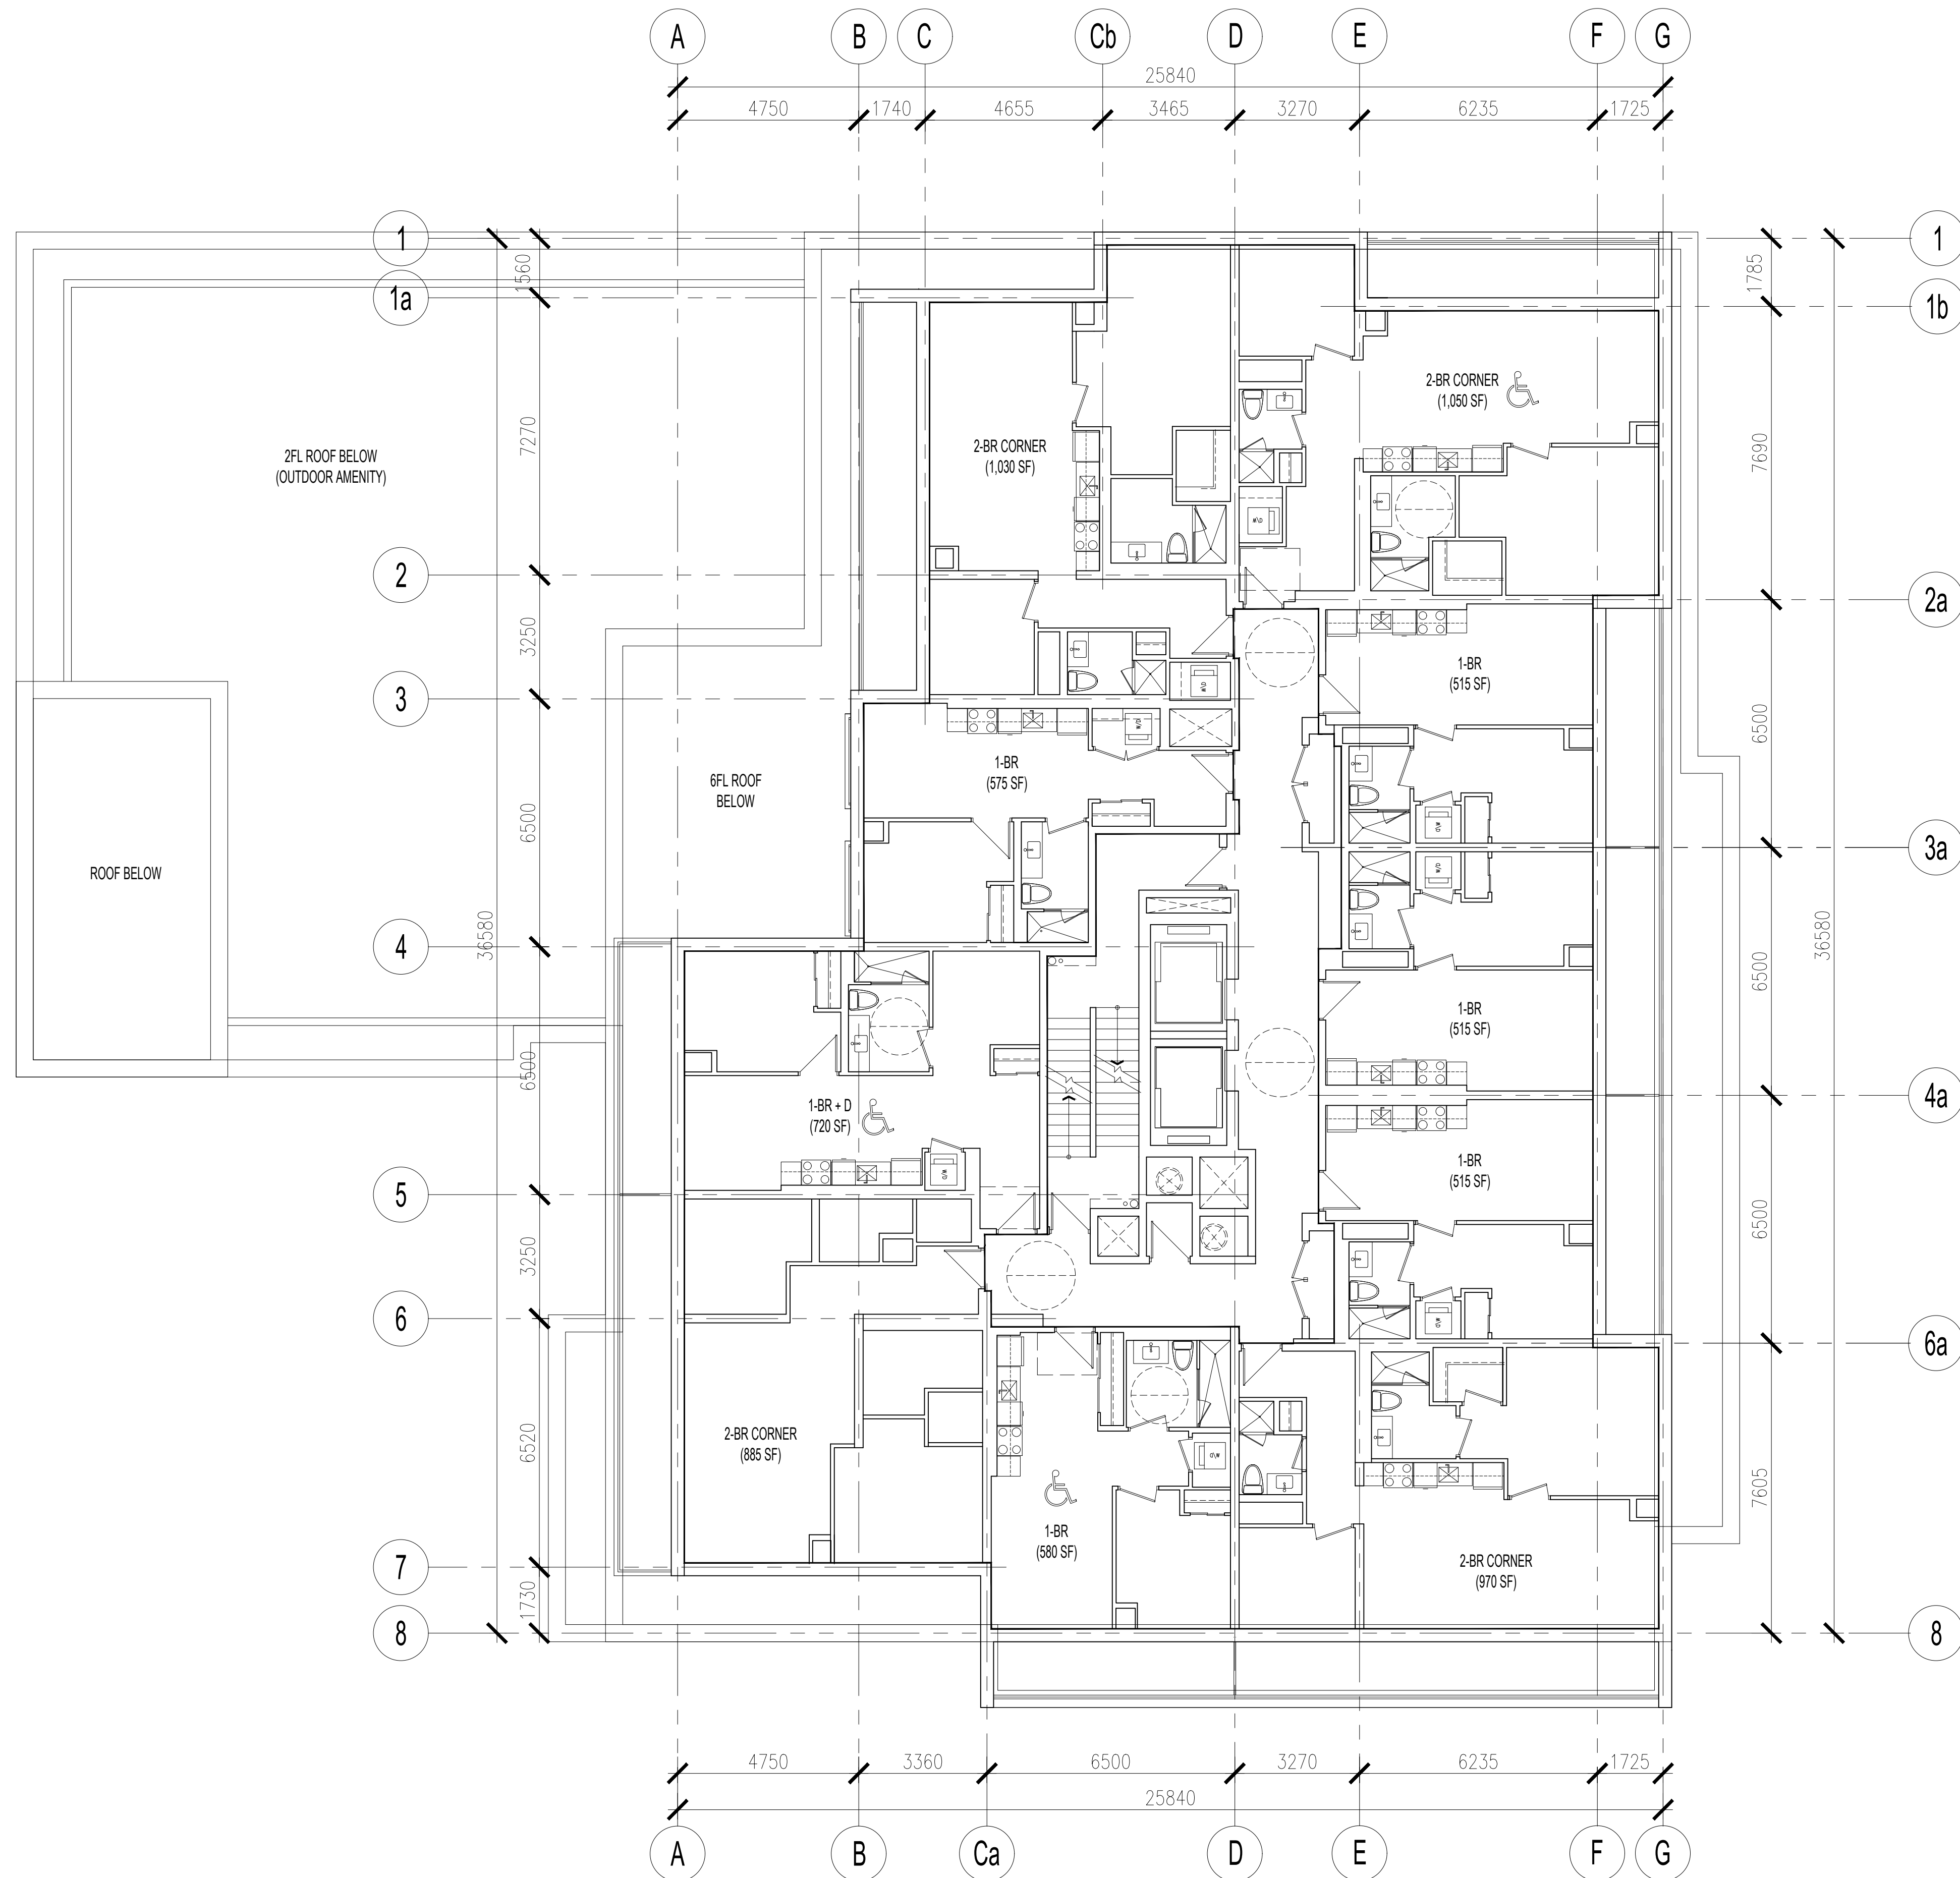 A
B
C
Cb
D
E
F
G
25840
4750
1740
4655
3465
3270
6235
1725
1
1
1560
1785
1a
1b
2-BR CORNER
(1,050 SF)
2-BR CORNER
(1,030 SF)
7270
7690
2FL ROOF BELOW
(OUTDOOR AMENITY)
W\D
2
2a
3250
1-BR
(515 SF)
W\D
3
W/D
6500
1-BR
(575 SF)
6FL ROOF
BELOW
6500
W/D
3a
W/D
ROOF BELOW
36580
36580
4
6500
1-BR
(515 SF)
6500
4a
1-BR + D
(720 SF)
1-BR
(515 SF)
W/D
5
6500
3250
W/D
6
6a
2-BR CORNER
(885 SF)
6520
W/D
7605
1-BR
(580 SF)
2-BR CORNER
(970 SF)
7
1730
8
8
4750
3360
6500
3270
6235
1725
25840
A
B
Ca
D
E
F
G